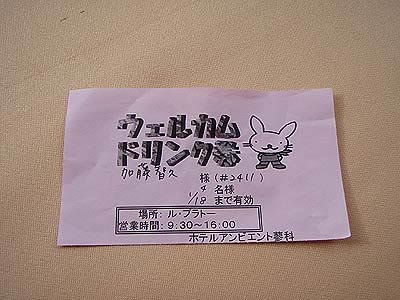 ウェルカム
ドリンク券
加藤智久 様(#2411)
4 名様
1/18 まで有効
場所: ル・プラトー
営業時間: 9:30～16:00
ホテルアンビエント蓼科